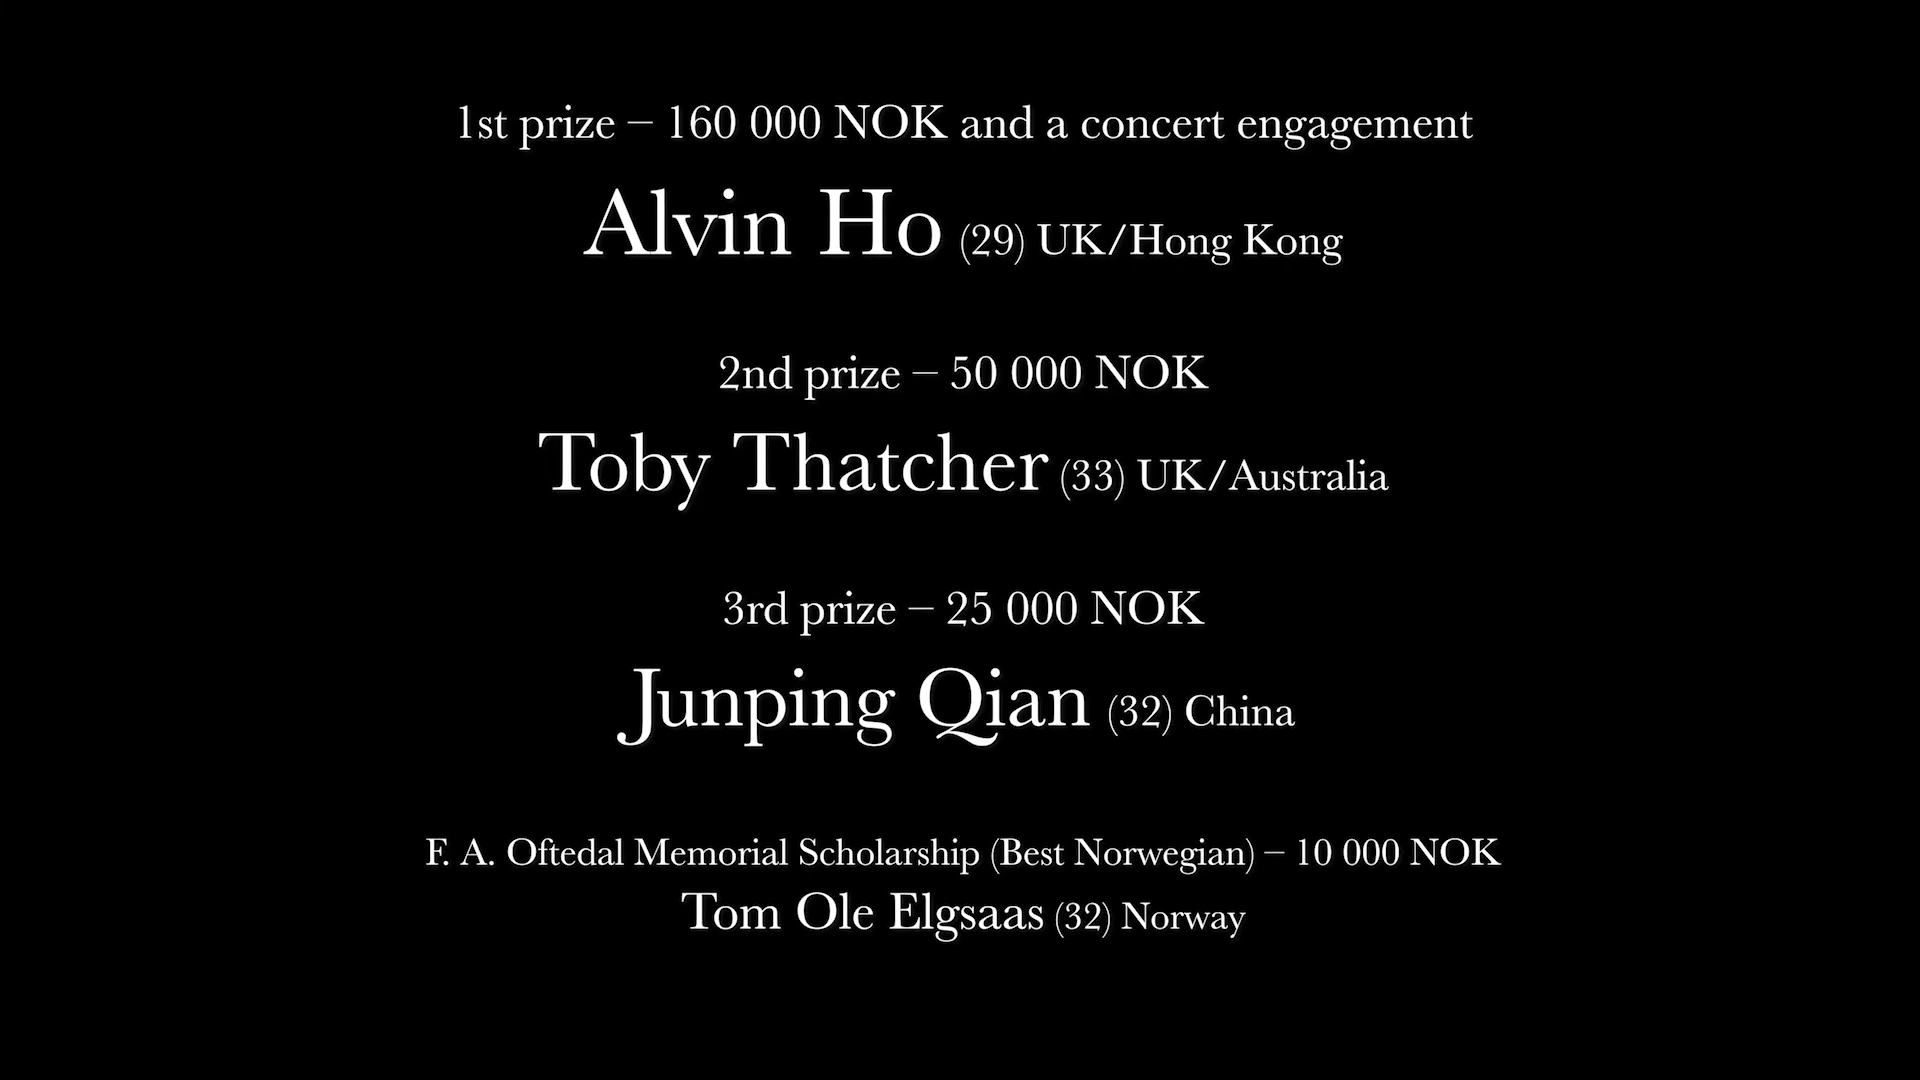 1st prize – 160 000 NOK and a concert engagement
Alvin Ho (29) UK/Hong Kong
2nd prize – 50 000 NOK
Toby Thatcher (33) UK/Australia
3rd prize – 25 000 NOK
Junping Qian (32) China
F. A. Oftedal Memorial Scholarship (Best Norwegian) – 10 000 NOK
Tom Ole Elgsaas (32) Norway